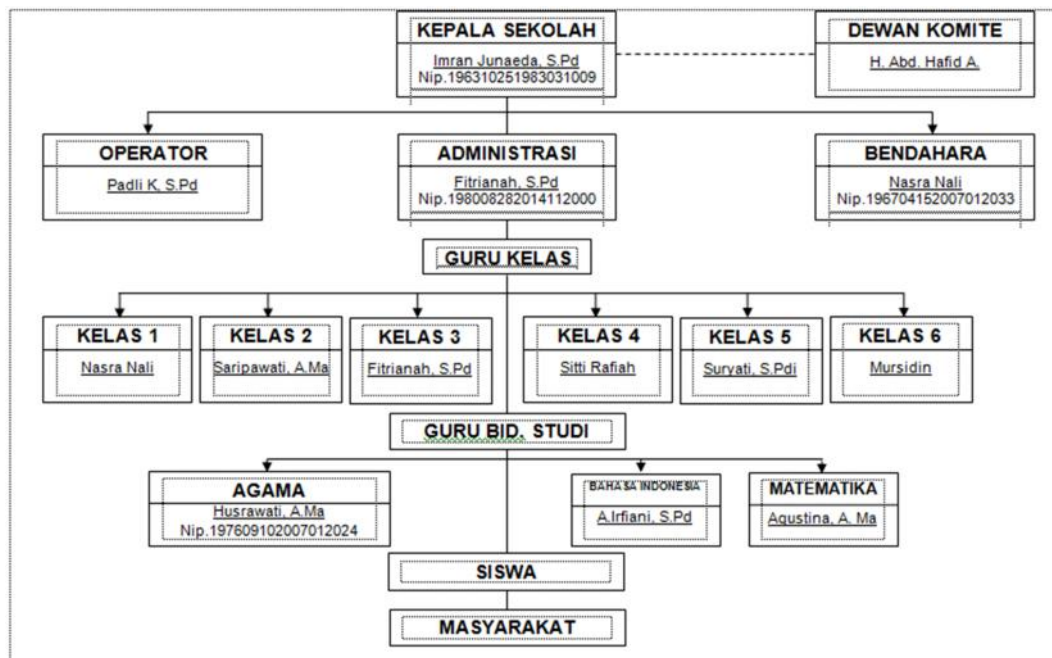 KEPALA SEKOLAH
Imran Junaeda, S.Pd
Nip.196310251983031009
DEWAN KOMITE
H. Abd. Hafid A.
OPERATOR
Padli K, S.Pd
ADMINISTRASI
Fitrianah, S.Pd
Nip.198008282014112000
BENDAHARA
Nasra Nali
Nip.196704152007012033
GURU KELAS
KELAS 1
Nasra Nali
KELAS 2
Saripawati, A.Ma
KELAS 3
Fitrianah, S.Pd
KELAS 4
Sitti Rafiah
KELAS 5
Suryati, S.Pdi
KELAS 6
Mursidin
GURU BID. STUDI
AGAMA
Husrawati, A.Ma
Nip.197609102007012024
BAHASA INDONESIA
A.Irfiani, S.Pd
MATEMATIKA
Agustina, A. Ma
SISWA
MASYARAKAT